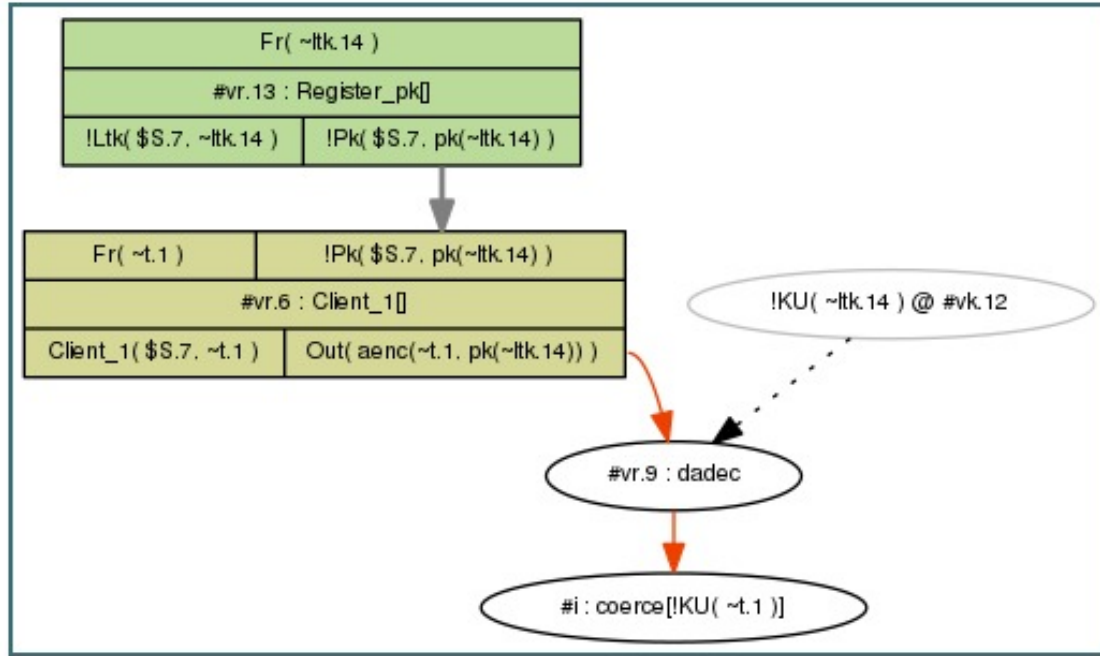 Fr( ~ltk.14 )
#vr.13 : Register_pk[]
!Ltk( $S.7, ~ltk.14 ) !Pk( $S.7, pk(~ltk.14) )
Fr( ~t.1 ) !Pk( $S.7, pk(~ltk.14) )
#vr.6 : Client_1[]
!KU( ~ltk.14 ) @ #vk.12
Client_1( $S.7, ~t.1 ) Out( aenc(~t.1, pk(~ltk.14)) )
#vr.9 : dadec
#i : coerce[!KU( ~t.1 )]